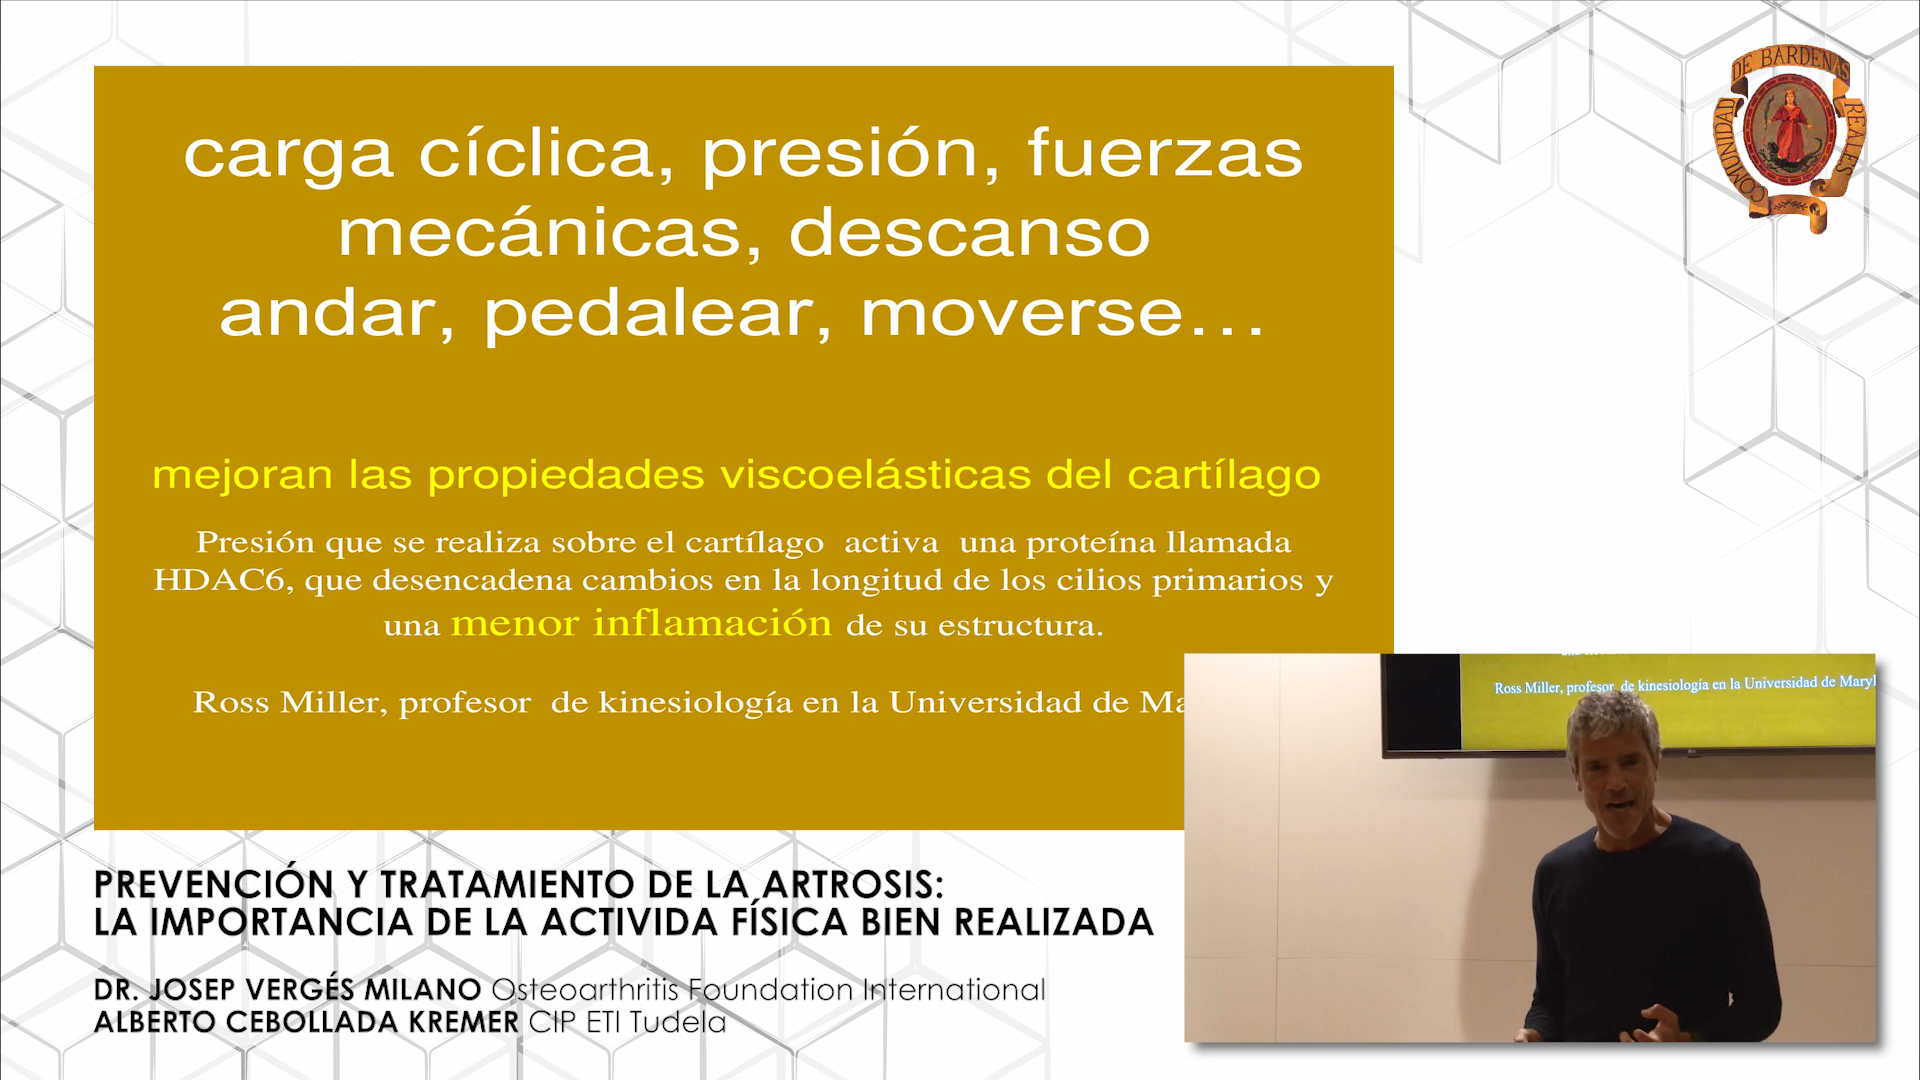 carga cíclica, presión, fuerzas
mecánicas, descanso
andar, pedalear, moverse…
mejoran las propiedades viscoelásticas del cartílago
Presión que se realiza sobre el cartílago activa una proteína llamada
HDAC6, que desencadena cambios en la longitud de los cilios primarios y
una menor inflamación de su estructura.
Ross Miller, profesor de kinesiología en la Universidad de Ma
COMUNIDAD DE BARDENAS REALES
Ross Miller, profesor de kinesiología en la Universidad de Maryl
PREVENCIÓN Y TRATAMIENTO DE LA ARTROSIS:
LA IMPORTANCIA DE LA ACTIVIDA FÍSICA BIEN REALIZADA
DR. JOSEP VERGÉS MILANO Osteoarthritis Foundation International
ALBERTO CEBOLLADA KREMER CIP ETI Tudela